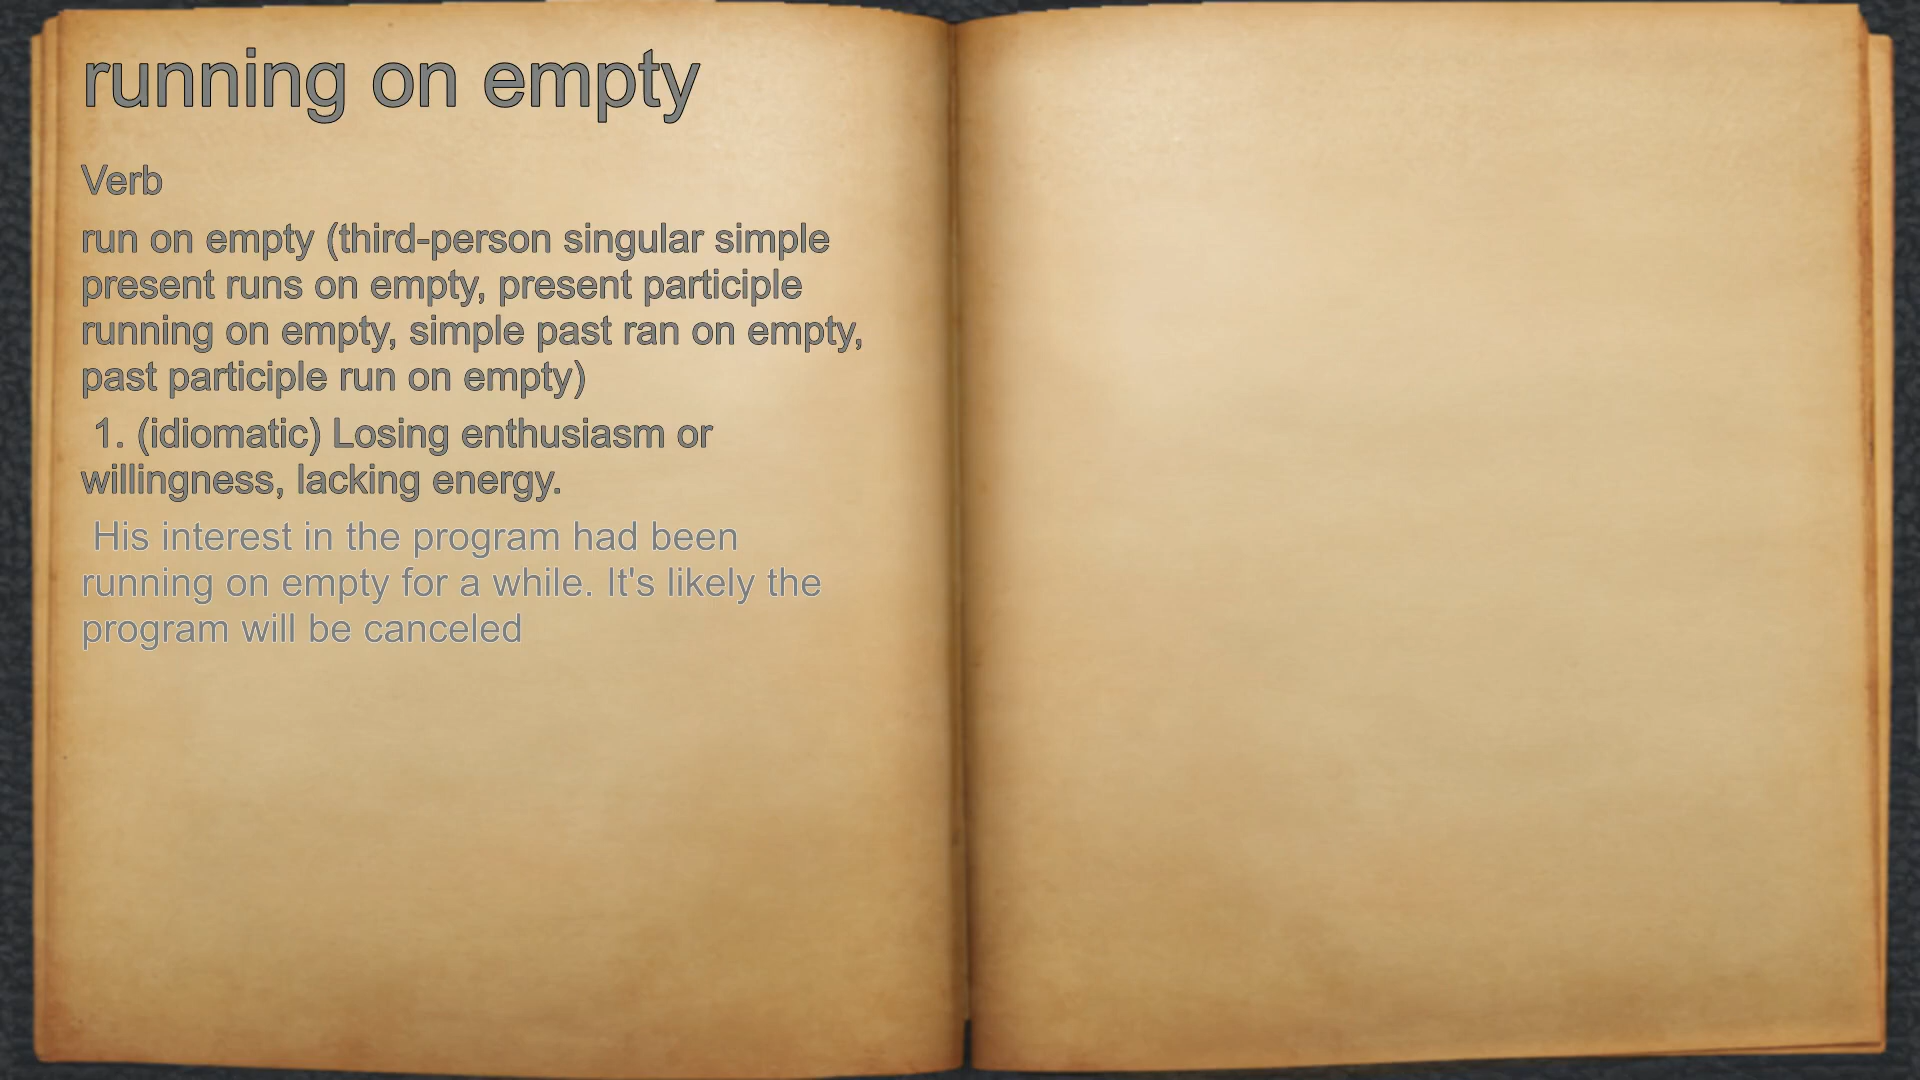 running on empty
Verb
run on empty (third-person singular simple
present runs on empty, present participle
running on empty, simple past ran on empty,
past participle run on empty)
1. (idiomatic) Losing enthusiasm or
willingness, lacking energy.
His interest in the program had been
running on empty for a while. It's likely the
program will be canceled